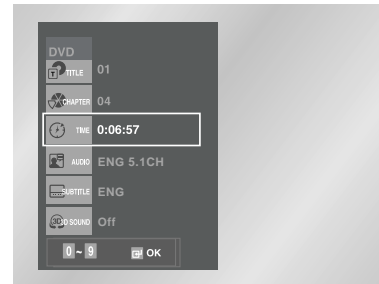 DVD
TITLE 01
CHAPTER 04
TIME 0:06:57
AUDIO ENG 5.1CH
SUBTITLE ENG
3D SOUND Off
0 ~ 9 OK